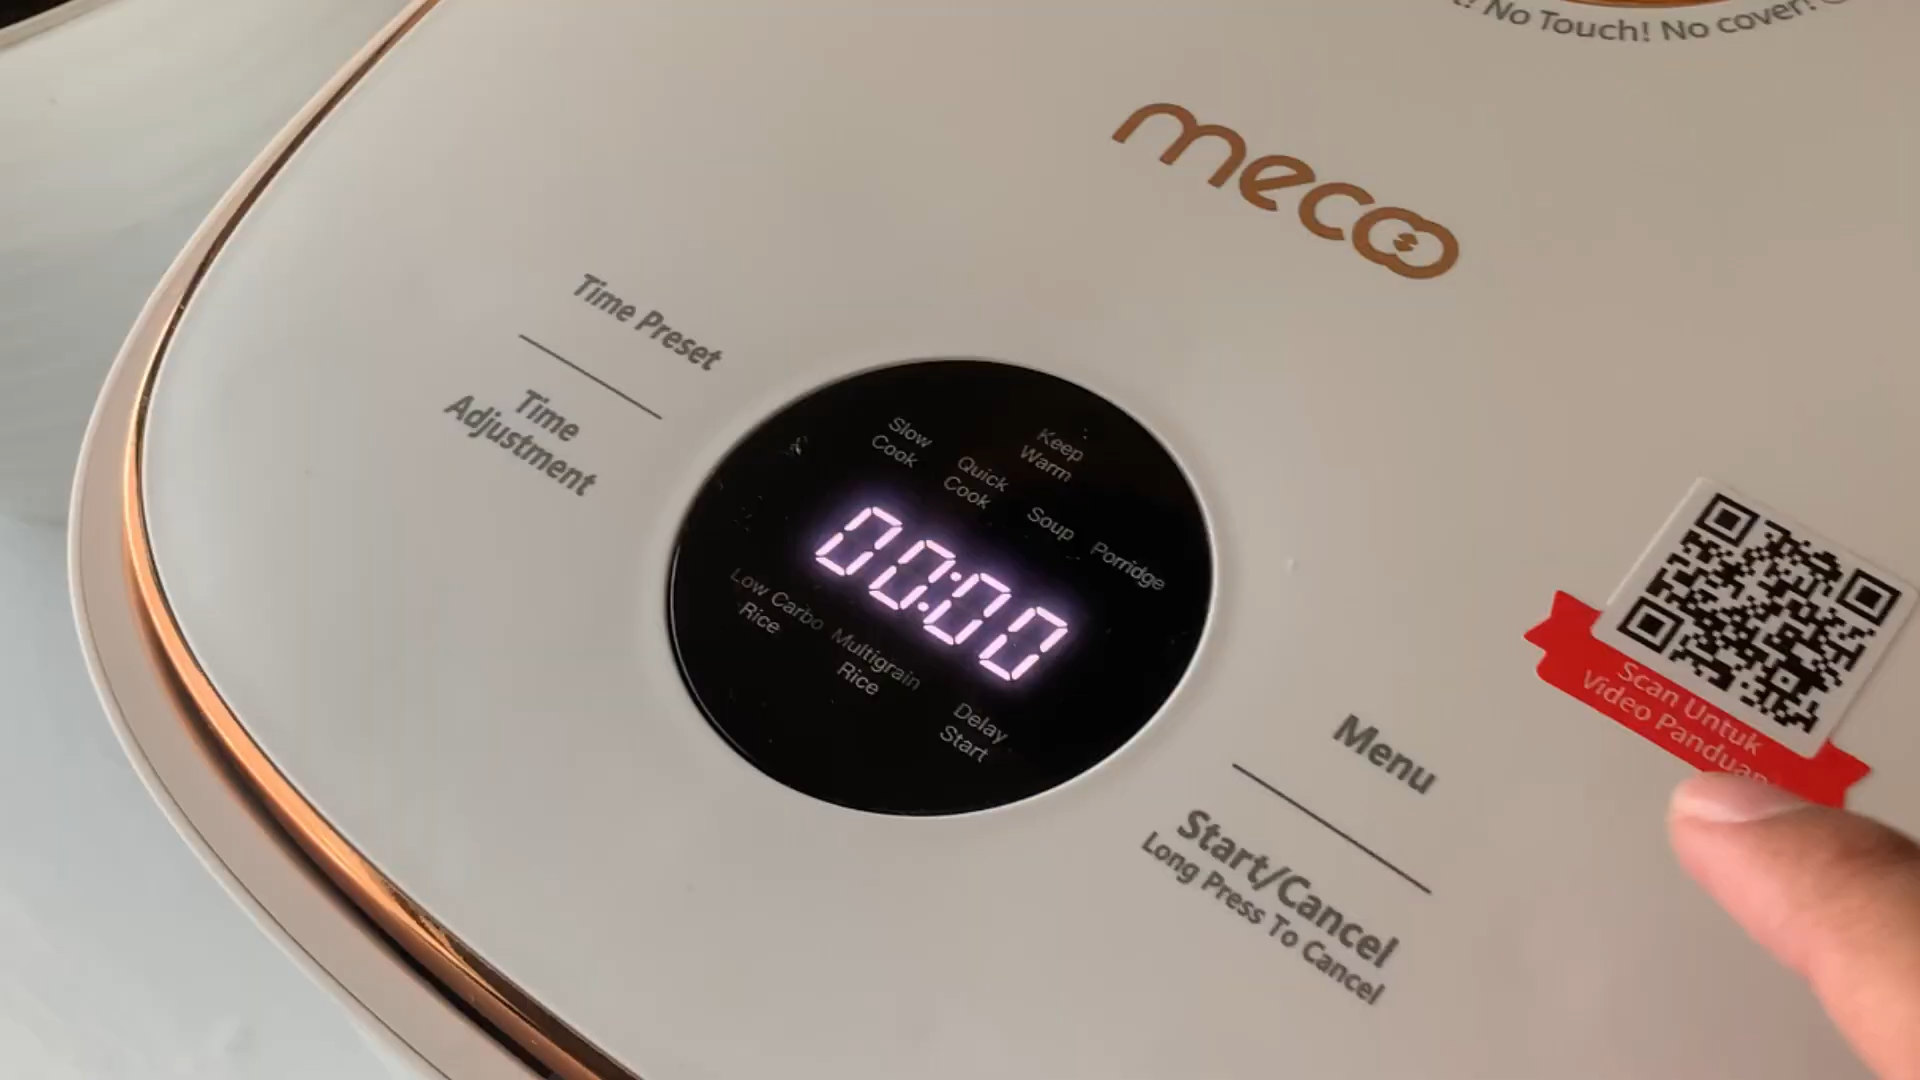 No Touch! No cover!
meco
Time Preset
Time
Adjustment
Slow
Cook
Quick
Cook
Keep
Warm
Soup
Porridge
00:00
Low Carbo
Rice
Multigrain
Rice
Delay
Start
Menu
Start/Cancel
Long Press To Cancel
Scan Untuk
Video Panduan